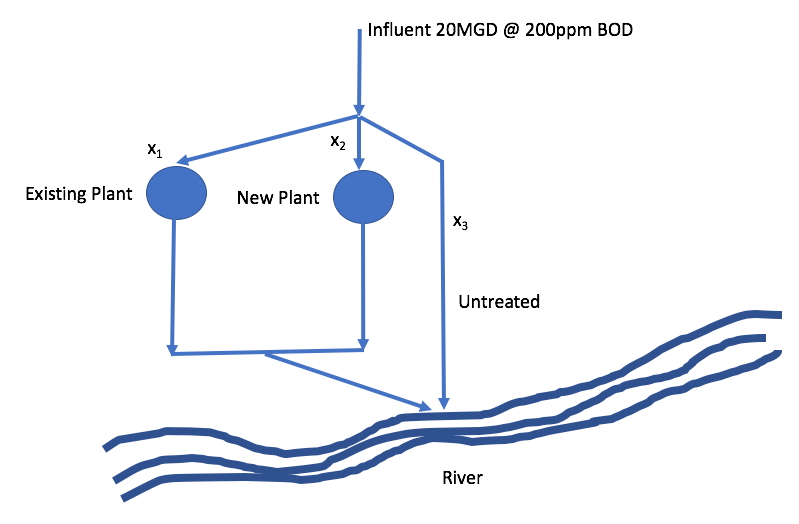 Influent 20MGD @ 200ppm BOD
x₁
x₂
Existing Plant
New Plant
x₃
Untreated
River